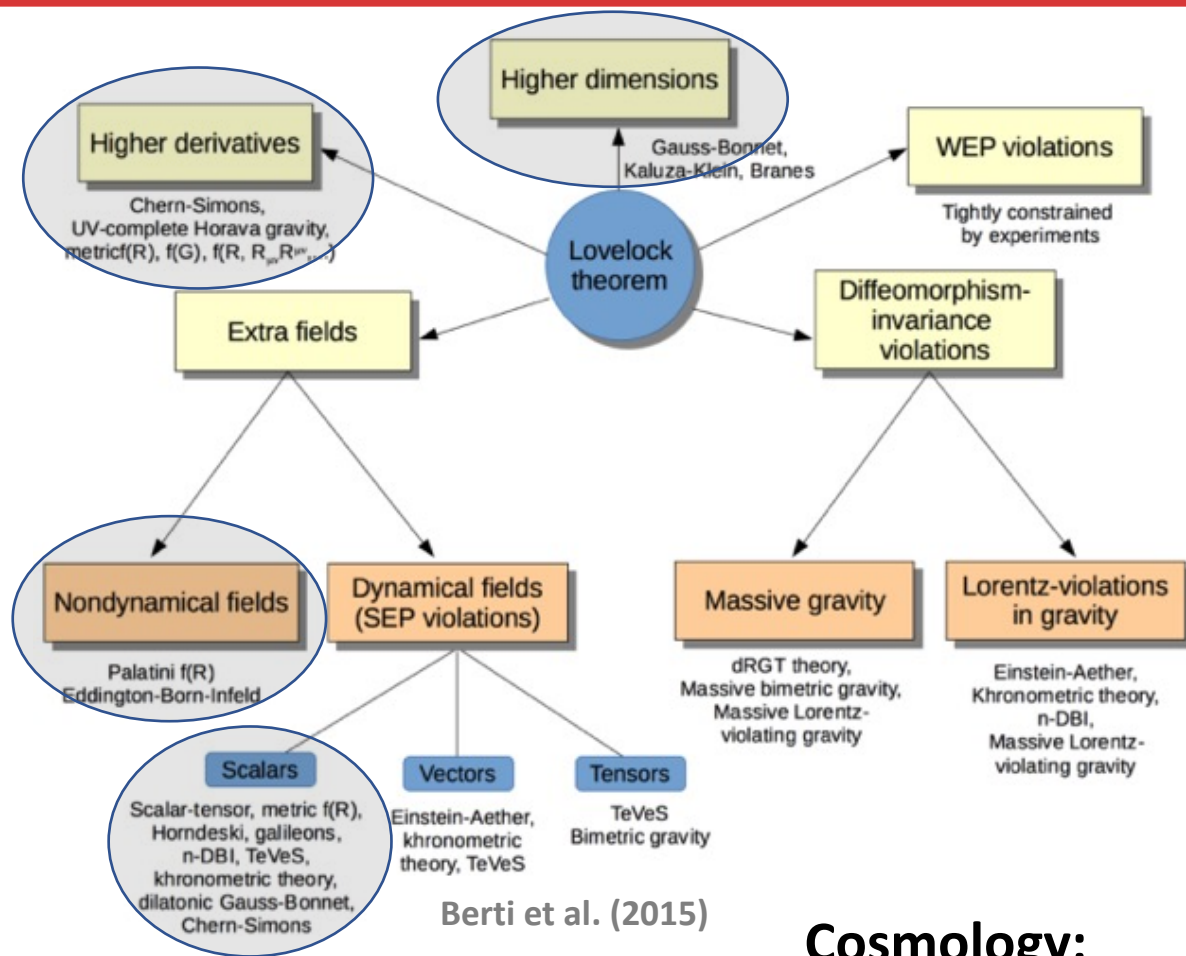 Higher dimensions
Gauss-Bonnet,
Kaluza-Klein, Branes
Higher derivatives
Chern-Simons,
UV-complete Horava gravity,
metricf(R), f(G), f(R, RμνRμν,...)
WEP violations
Tightly constrained
by experiments
Lovelock
theorem
Extra fields
Diffeomorphism-
invariance
violations
Nondynamical fields
Palatini f(R)
Eddington-Born-Infeld
Dynamical fields
(SEP violations)
Massive gravity
dRGT theory,
Massive bimetric gravity,
Massive Lorentz-
violating gravity
Lorentz-violations
in gravity
Einstein-Aether,
Khronometric theory,
n-DBI,
Massive Lorentz-
violating gravity
Scalars
Scalar-tensor, metric f(R),
Horndeski, galileons,
n-DBI, TeVeS,
khronometric theory,
dilatonic Gauss-Bonnet,
Chern-Simons
Vectors
Einstein-Aether,
khronometric
theory, TeVeS
Tensors
TeVeS
Bimetric gravity
Berti et al. (2015)
Cosmology: